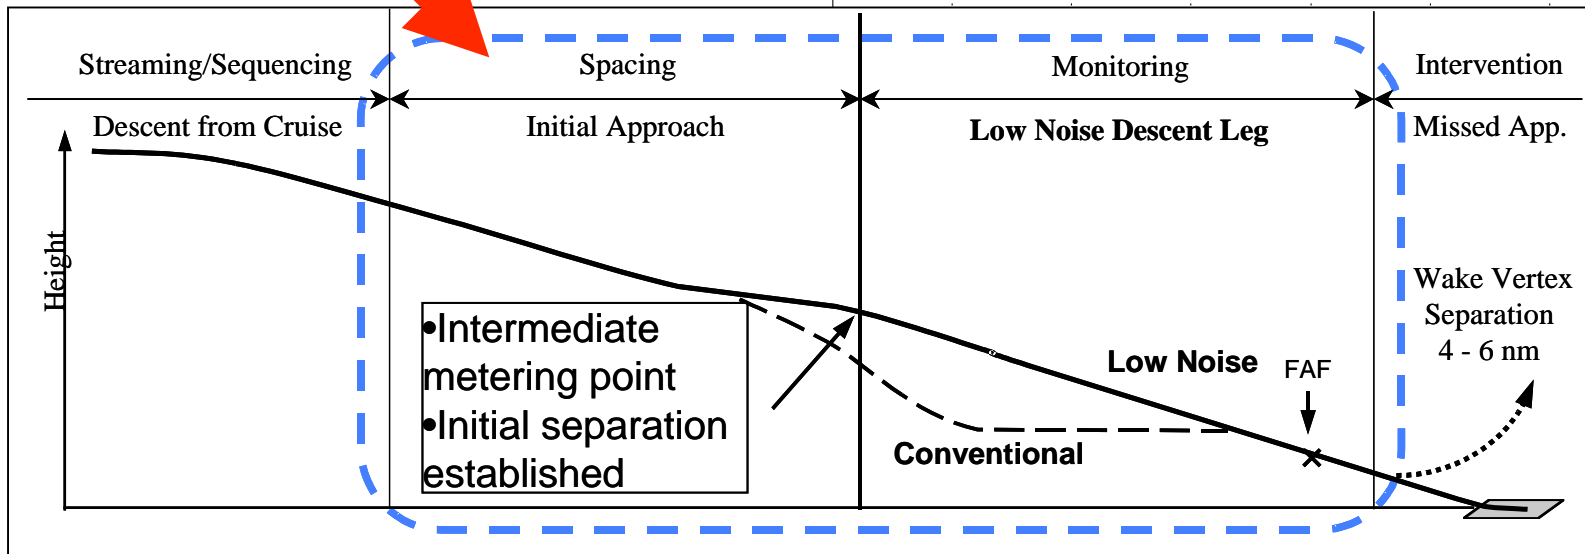 Streaming/Sequencing
Spacing
Monitoring
Intervention
Descent from Cruise
Initial Approach
Low Noise Descent Leg
Missed App.
Height
•Intermediate
metering point
•Initial separation
established
Low Noise
FAF
Conventional
Wake Vertex
Separation
4 - 6 nm